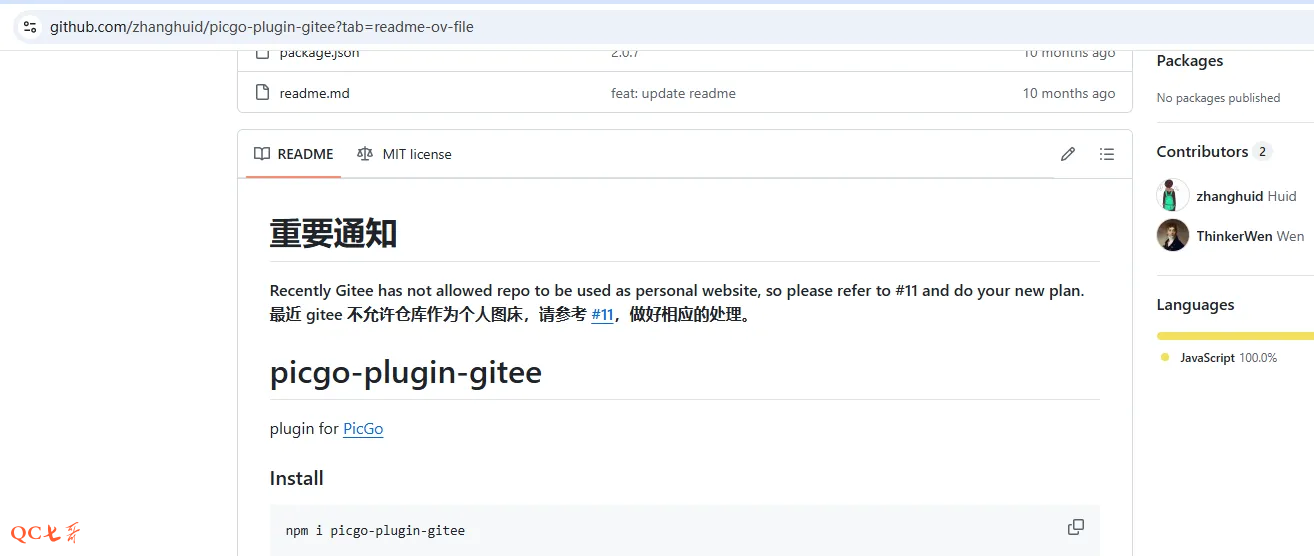 github.com/zhanghuid/picgo-plugin-gitee?tab=readme-ov-file
package.json 2.0.7 10 months ago
readme.md feat: update readme 10 months ago
README MIT license
重要通知
Recently Gitee has not allowed repo to be used as personal website, so please refer to #11 and do your new plan.
最近 gitee 不允许仓库作为个人图床，请参考 #11，做好相应的处理。
picgo-plugin-gitee
plugin for PicGo
Install
npm i picgo-plugin-gitee
Packages
No packages published
Contributors 2
zhanghuid Huid
ThinkerWen Wen
Languages
JavaScript 100.0%
QC七哥